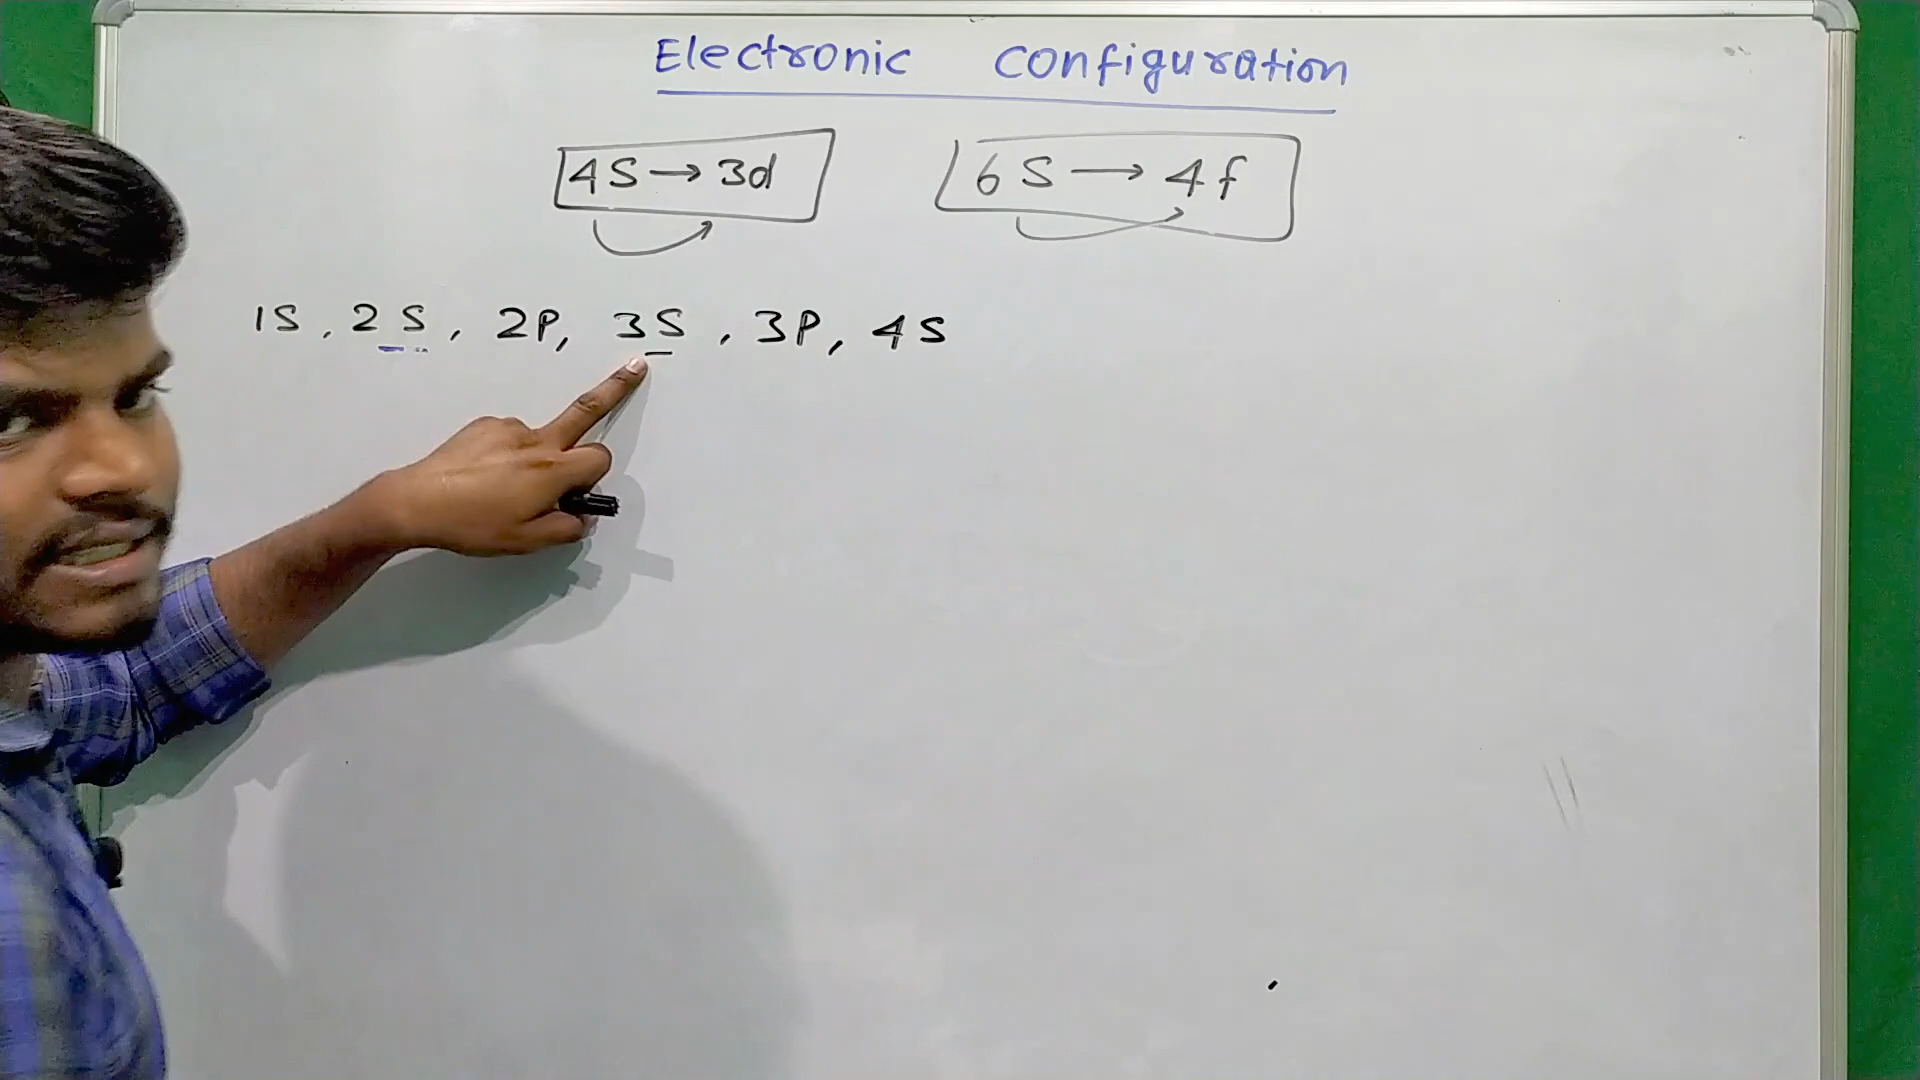 Electronic configuration
4S → 3d 6S → 4f
1S, 2S, 2P, 3S, 3P, 4S